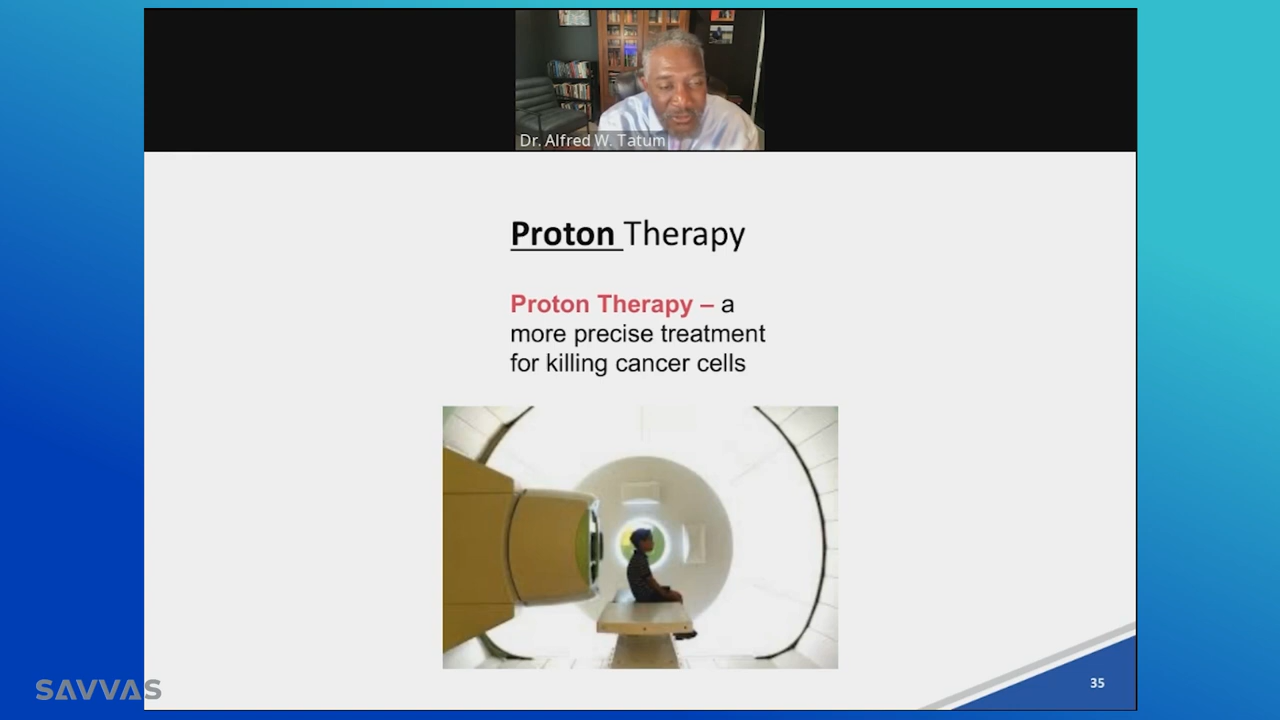 Dr. Alfred W. Tatum
Proton Therapy
Proton Therapy – a
more precise treatment
for killing cancer cells
SAVVAS
35